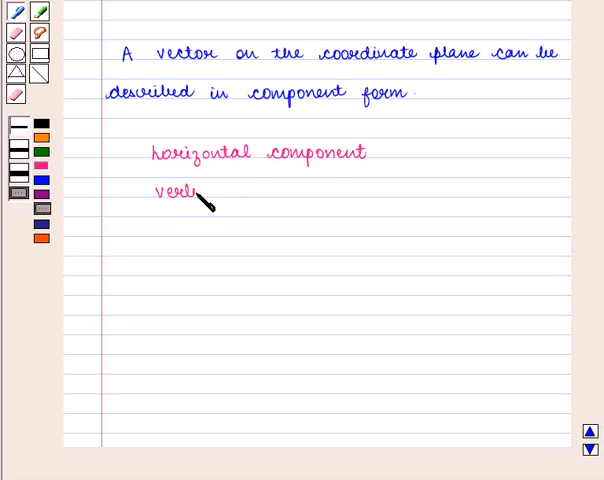 A vector on the coordinate plane can be
described in component form.
horizontal component
vert